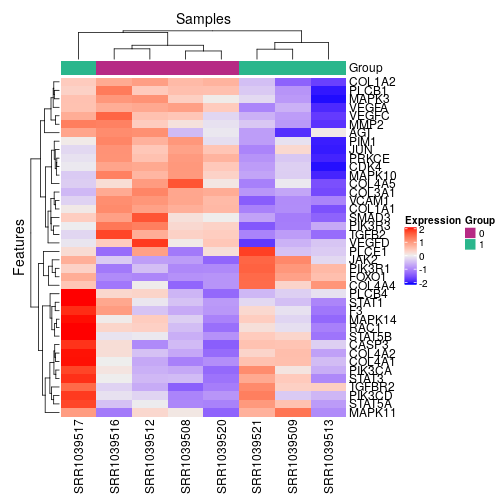 Samples
Group
COL1A2
PLCB1
MAPK3
VEGFA
VEGFC
MMP2
AGT
PIM1
JUN
PRKCE
CDK4
MAPK10
COL4A5
COL3A1
VCAM1
COL1A1
SMAD3
PIK3R3
TGFB2
VEGFD
PLCE1
JAK2
PIK3R1
FOXO1
COL4A4
PLCB4
STAT1
F3
MAPK14
RAC1
STAT5B
CASP3
COL4A2
COL4A1
PIK3CA
STAT3
TGFBR2
PIK3CD
STAT5A
MAPK11
Features
Expression Group
2
1
0
-1
-2
0
1
SRR1039517
SRR1039516
SRR1039512
SRR1039508
SRR1039520
SRR1039521
SRR1039509
SRR1039513